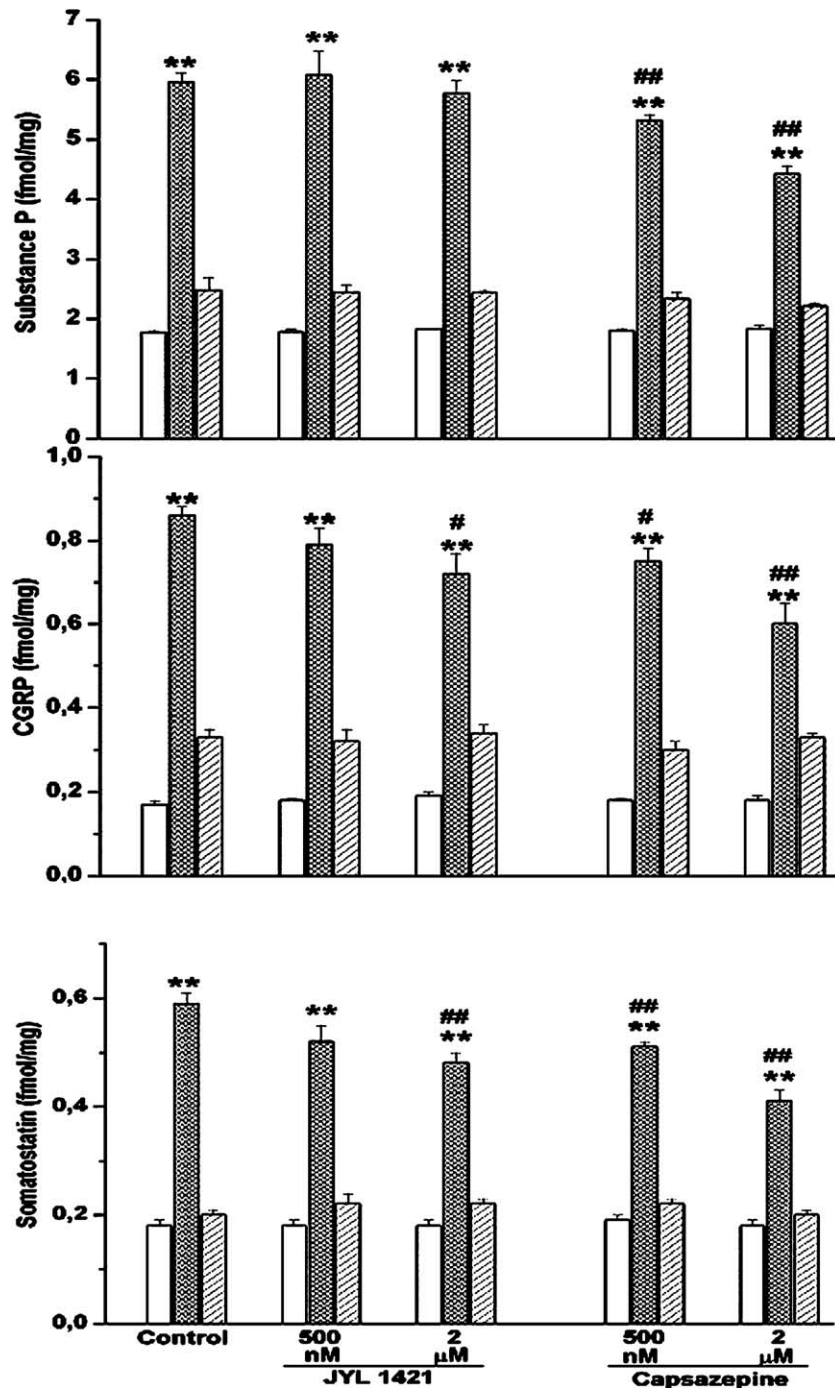 7
6
5
4
3
2
1
0
Substance P (fmol/mg)
** ** ** ## ** ## **
1,0
0,8
0,6
0,4
0,2
0,0
CGRP (fmol/mg)
** ** # ** # ** ## **
0,6
0,4
0,2
0,0
Somatostatin (fmol/mg)
** ** ## ** ## ** ## **
Control 500 nM 2 µM 500 nM 2 µM
JYL 1421 Capsazepine